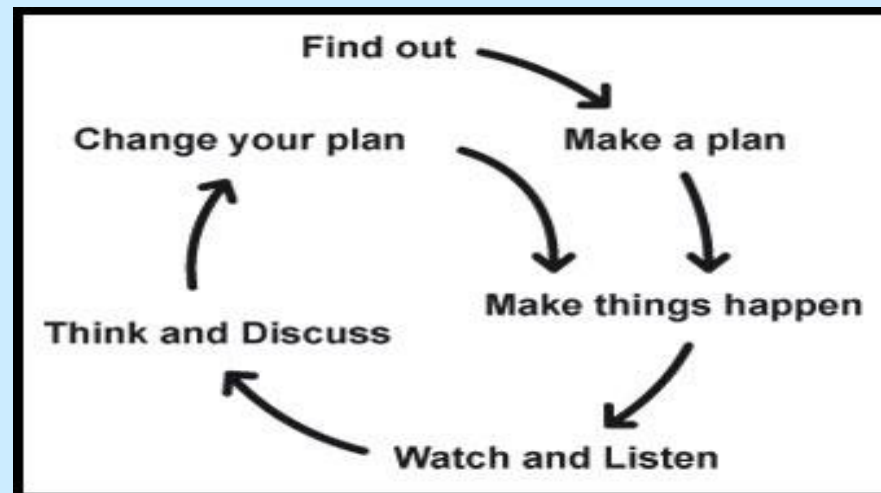 Find out
Make a plan
Change your plan
Make things happen
Think and Discuss
Watch and Listen